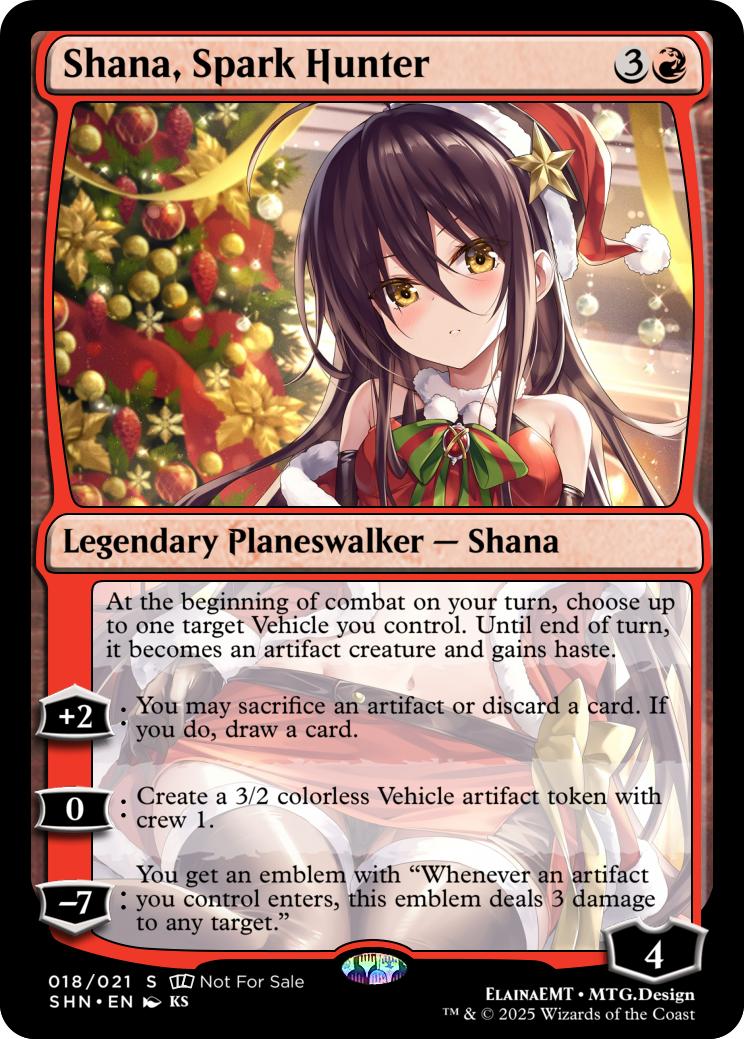 Shana, Spark Hunter 3
Legendary Planeswalker — Shana
At the beginning of combat on your turn, choose up
to one target Vehicle you control. Until end of turn,
it becomes an artifact creature and gains haste.
+2 : You may sacrifice an artifact or discard a card. If
you do, draw a card.
0 : Create a 3/2 colorless Vehicle artifact token with
crew 1.
You get an emblem with “Whenever an artifact
−7 : you control enters, this emblem deals 3 damage
to any target.”
4
018/021 S Not For Sale
SHN • EN KS
ElainaEMT • MTG.Design
™ & © 2025 Wizards of the Coast